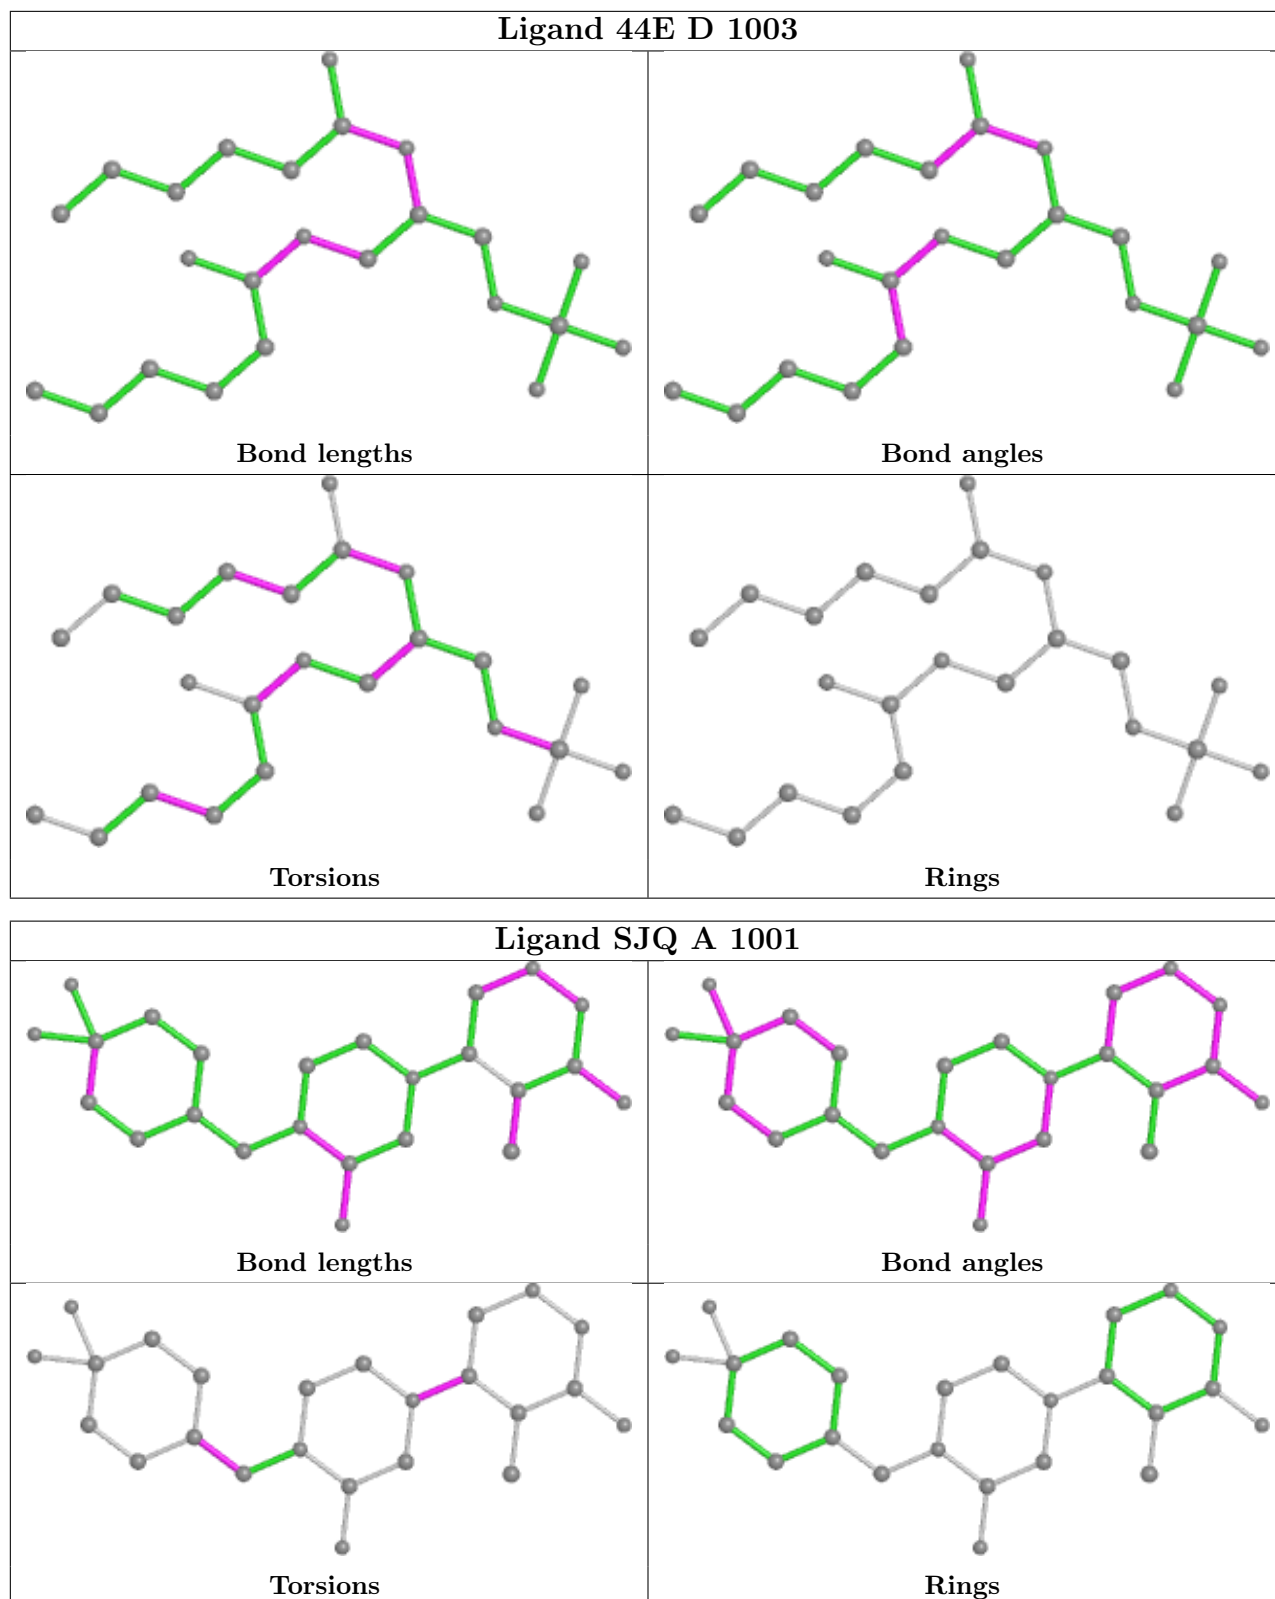 Ligand 44E D 1003
Bond lengths
Bond angles
Torsions
Rings
Ligand SJQ A 1001
Bond lengths
Bond angles
Torsions
Rings